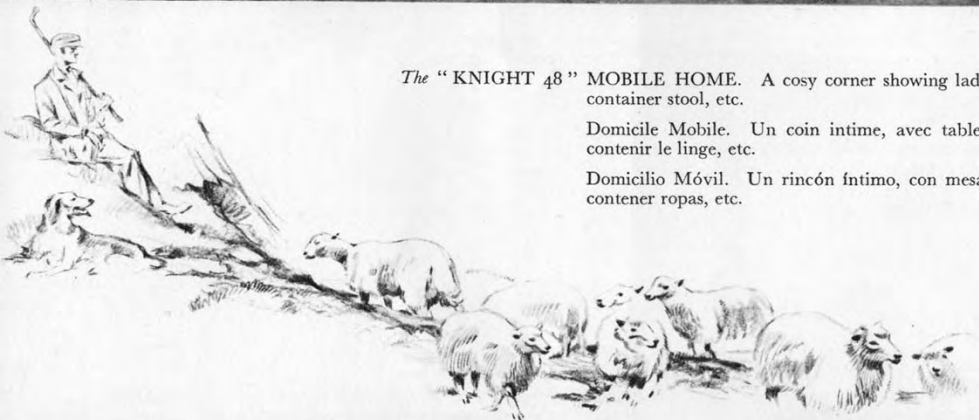 The “ KNIGHT 48 ” MOBILE HOME. A cosy corner showing
container stool, etc.
Domicile Mobile. Un coin intime, avec table
contenir le linge, etc.
Domicilio Móvil. Un rincón íntimo, con mesa
contener ropas, etc.